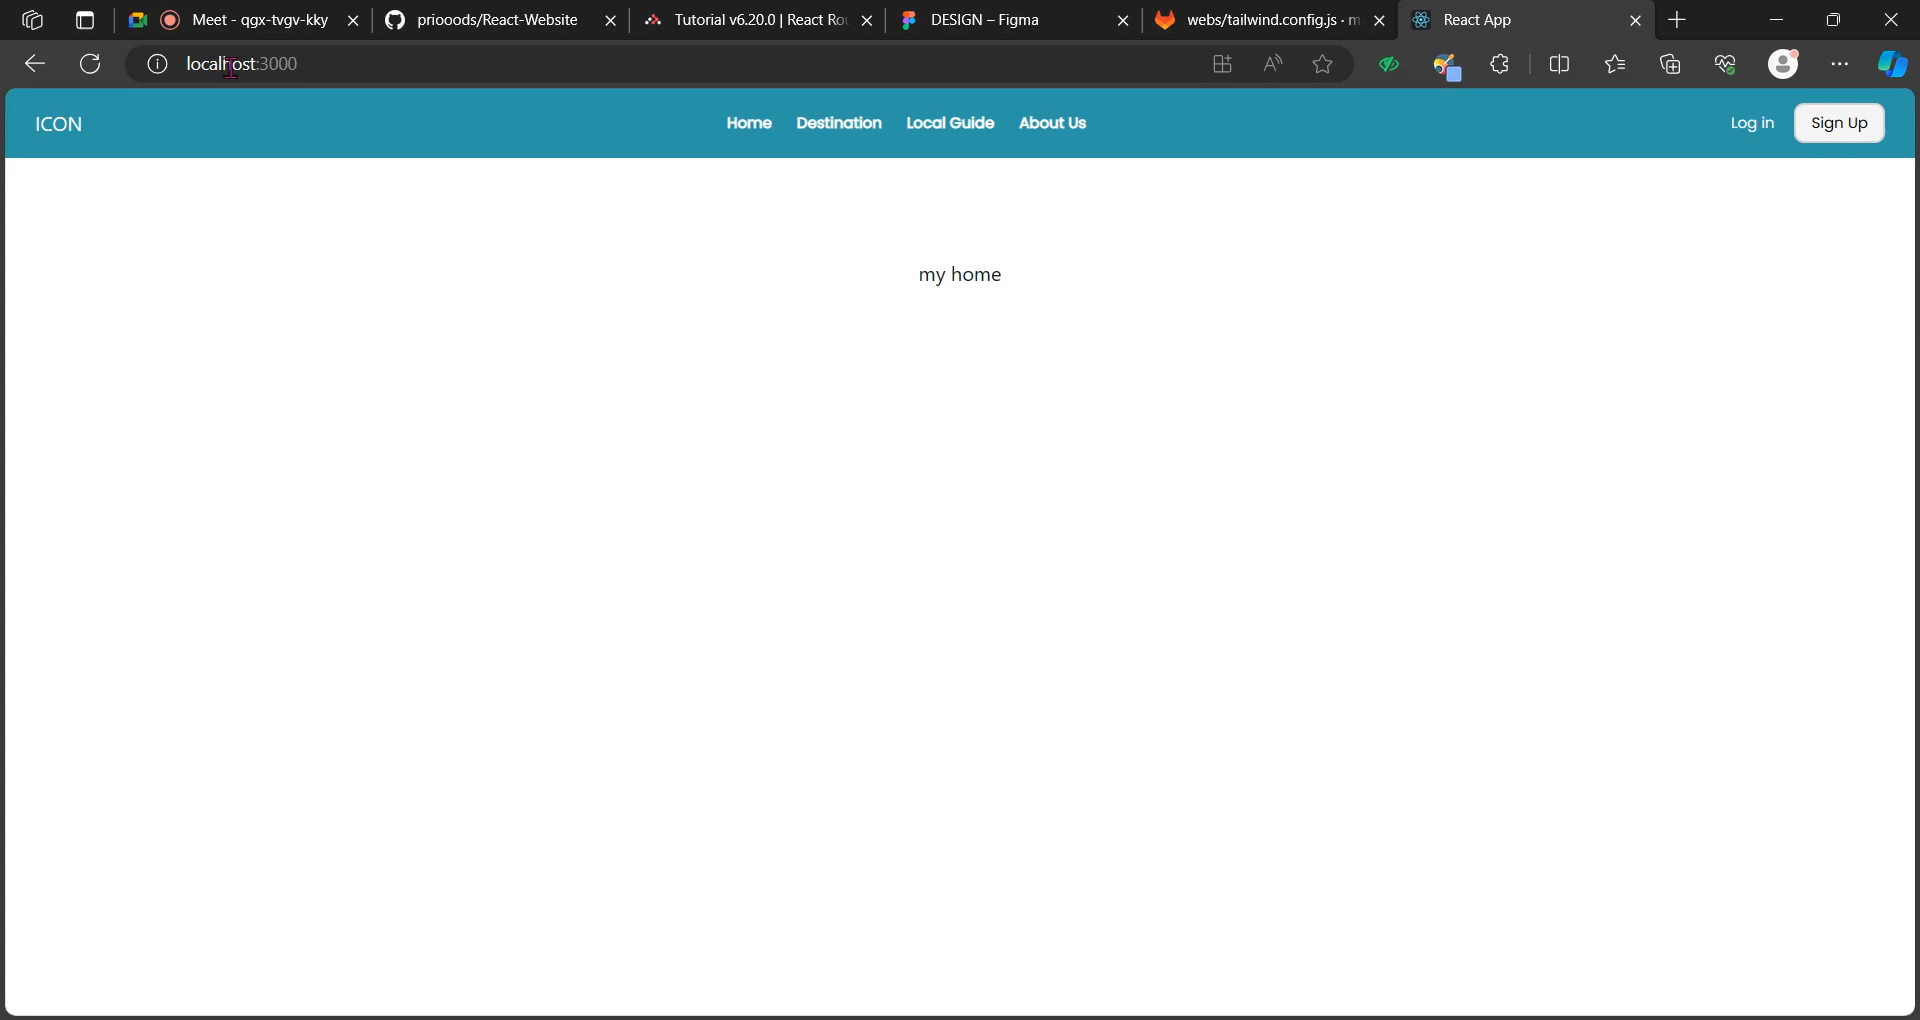 Meet - qgx-tvgv-kky
priooods/React-Website
Tutorial v6.20.0 | React Rou
DESIGN – Figma
webs/tailwind.config.js · m
React App
localhost:3000
ICON
Home
Destination
Local Guide
About Us
Log in
Sign Up
my home